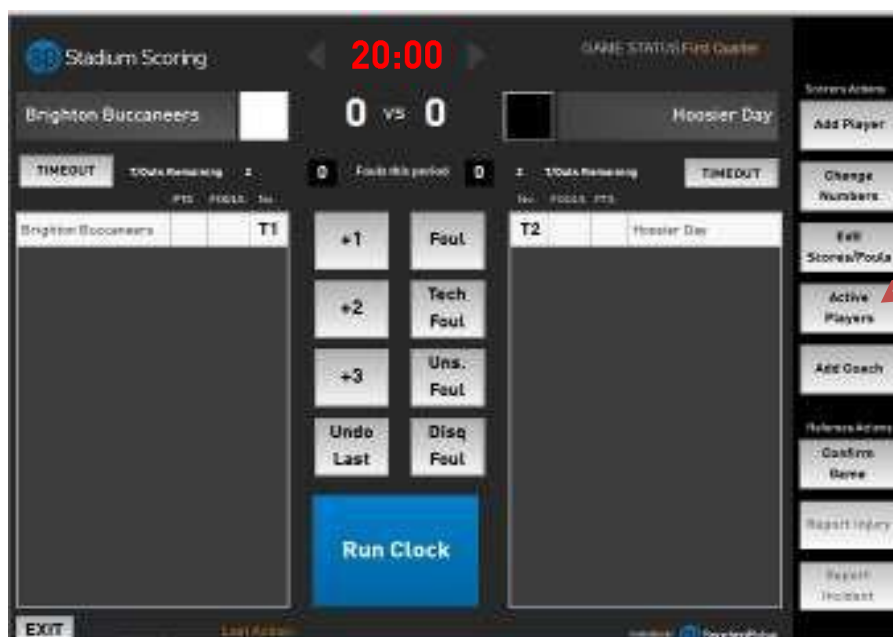 Stadium Scoring
20:00
GAME STATUS First Quarter
Brighton Buccaneers
0 vs 0
Hoosier Day
TIMEOUT
T/Outs Remaining 2
0 Fouls this period 0
2 T/Outs Remaining
TIMEOUT
PTS FOULS No.
No. FOULS PTS
Brighton Buccaneers T1
T2 Hoosier Day
+1
Foul
+2
Tech
Foul
+3
Uns.
Foul
Undo
Last
Disq
Foul
Run Clock
EXIT
Last Action:
Scorers Actions
Add Player
Change
Numbers
Edit
Scores/Fouls
Active
Players
Add Coach
Referees Actions
Confirm
Game
Report Injury
Report
Incident